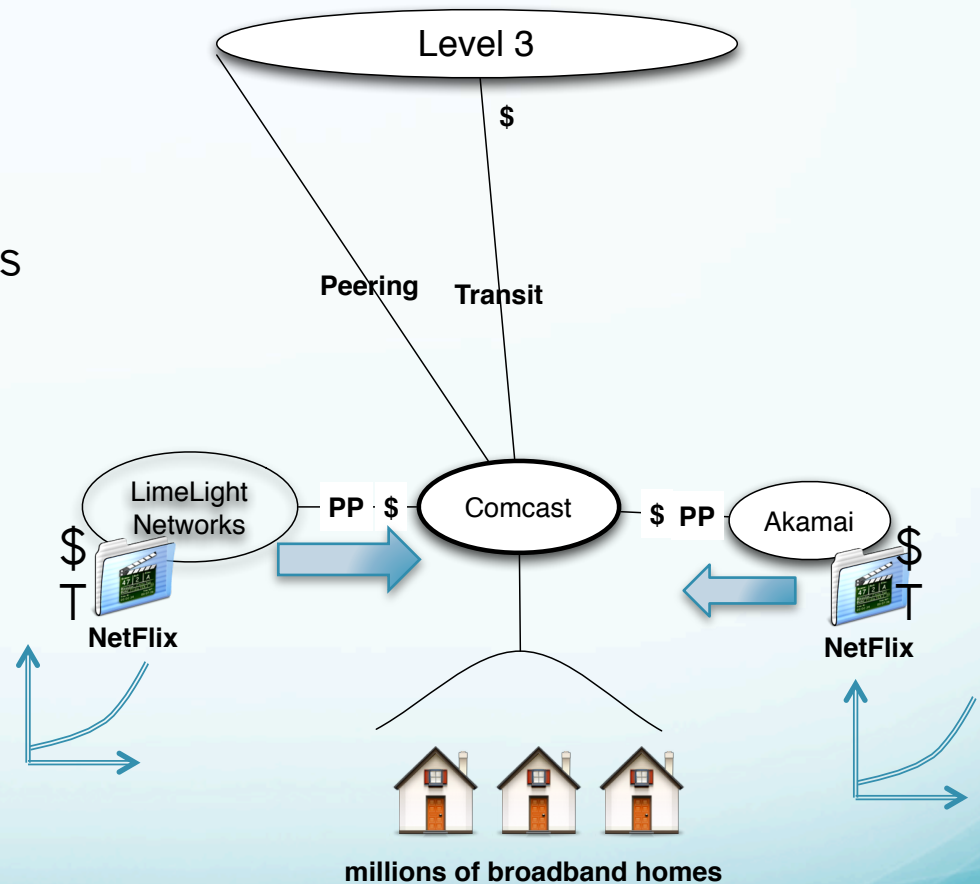 Level 3
$
s
Peering
Transit
LimeLight
Networks
PP
$
Comcast
$ PP
Akamai
$
T
NetFlix
$
T
NetFlix
millions of broadband homes